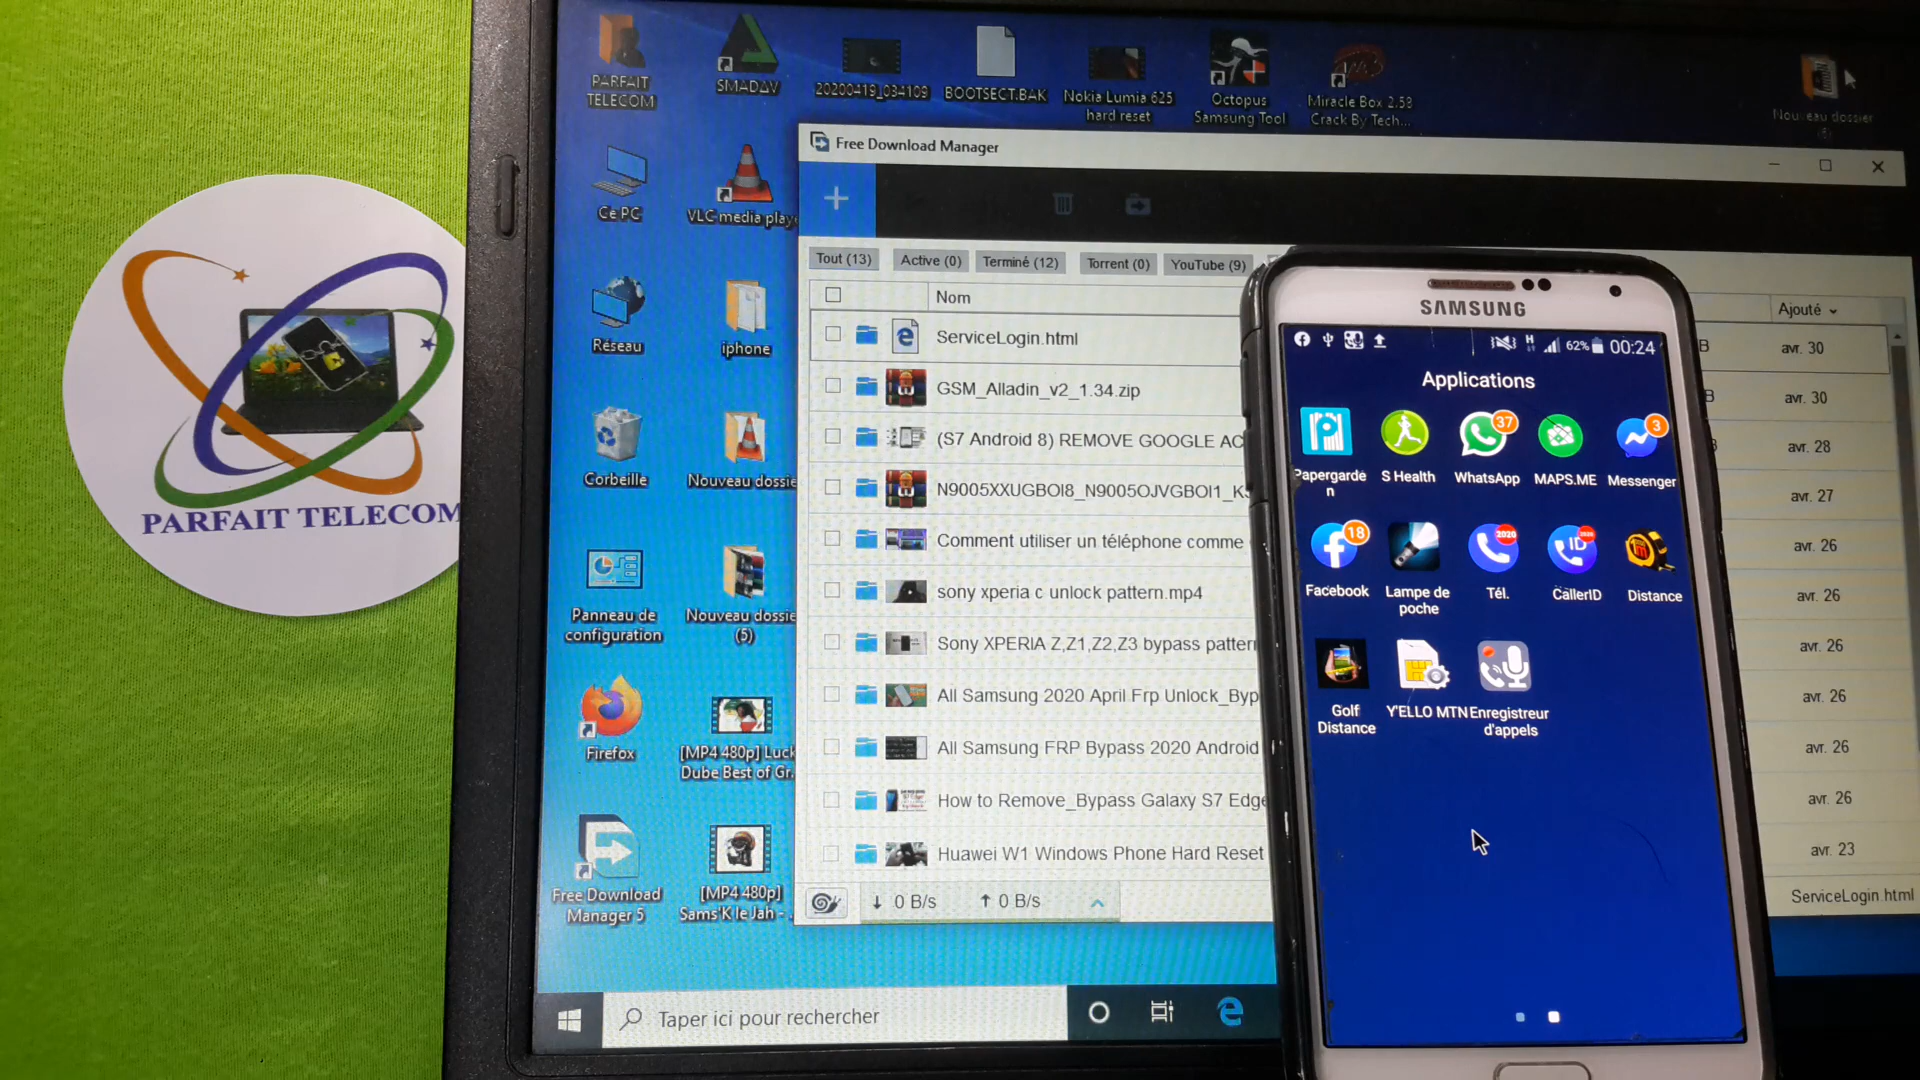 PARFAIT TELECOM
PARFAIT
TELECOM
SMADAV
20200419_034109
BOOTSECT.BAK
Nokia Lumia 625
hard reset
Octopus
Samsung Tool
Miracle Box 2.58
Crack By Tech...
Nouveau dossier
(6)
Ce PC
VLC media playe
Réseau
iphone
Corbeille
Nouveau dossie
Panneau de
configuration
Nouveau dossie
(5)
Firefox
[MP4 480p] Luck
Dube Best of Gr...
Free Download
Manager 5
[MP4 480p]
Sams'K le Jah - ...
Free Download Manager
Tout (13)
Active (0)
Terminé (12)
Torrent (0)
YouTube (9)
Nom
Ajouté
ServiceLogin.html
B
avr. 30
GSM_Alladin_v2_1.34.zip
B
avr. 30
(S7 Android 8) REMOVE GOOGLE AC
avr. 28
N9005XXUGBOI8_N9005OJVGBOI1_KS
avr. 27
Comment utiliser un téléphone comme
avr. 26
sony xperia c unlock pattern.mp4
avr. 26
Sony XPERIA Z,Z1,Z2,Z3 bypass pattern
avr. 26
All Samsung 2020 April Frp Unlock_Byp
avr. 26
All Samsung FRP Bypass 2020 Android
avr. 26
How to Remove_Bypass Galaxy S7 Edge
avr. 26
Huawei W1 Windows Phone Hard Reset
avr. 23
0 B/s
0 B/s
ServiceLogin.html
Taper ici pour rechercher
SAMSUNG
H
62%
00:24
Applications
37
3
Papergarde
n
S Health
WhatsApp
MAPS.ME
Messenger
18
2020
ID
2020
Facebook
Lampe de
poche
Tél.
CallerID
Distance
Golf
Distance
Y'ELLO MTN
Enregistreur
d'appels